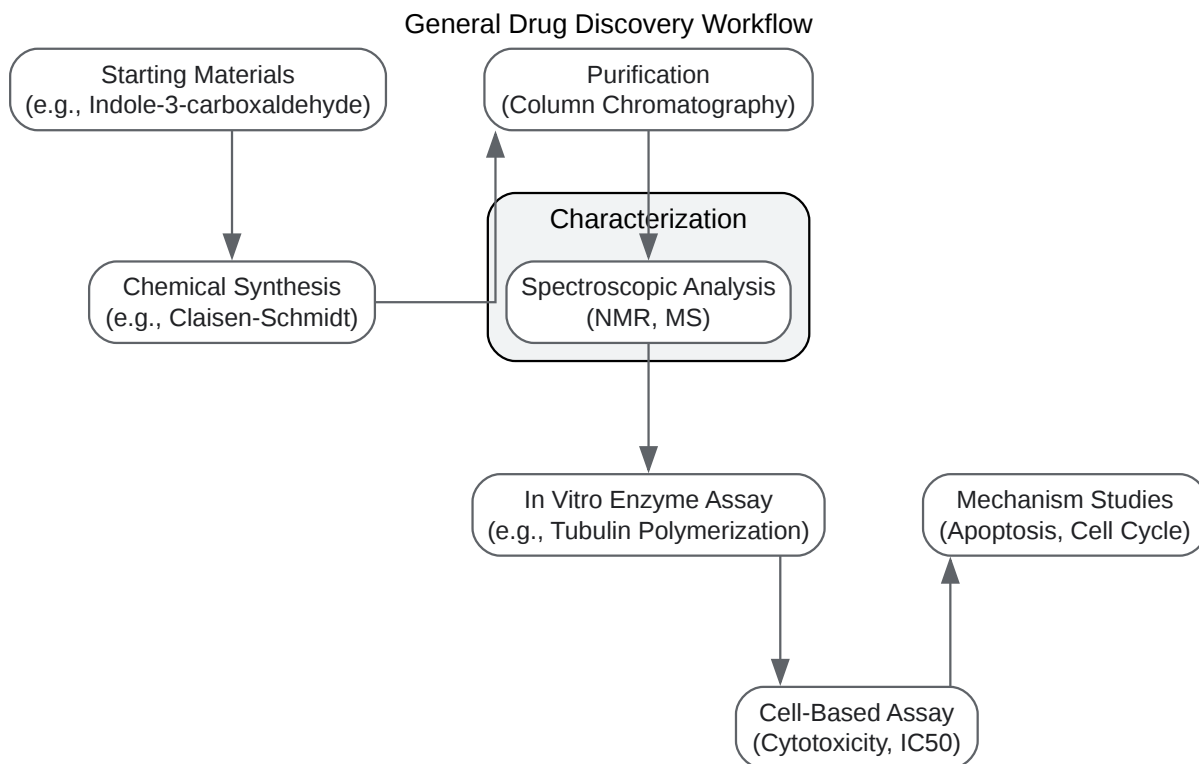 General Drug Discovery Workflow
Starting Materials
(e.g., Indole-3-carboxaldehyde)
Purification
(Column Chromatography)
Characterization
Chemical Synthesis
(e.g., Claisen-Schmidt)
Spectroscopic Analysis
(NMR, MS)
In Vitro Enzyme Assay
(e.g., Tubulin Polymerization)
Mechanism Studies
(Apoptosis, Cell Cycle)
Cell-Based Assay
(Cytotoxicity, IC50)